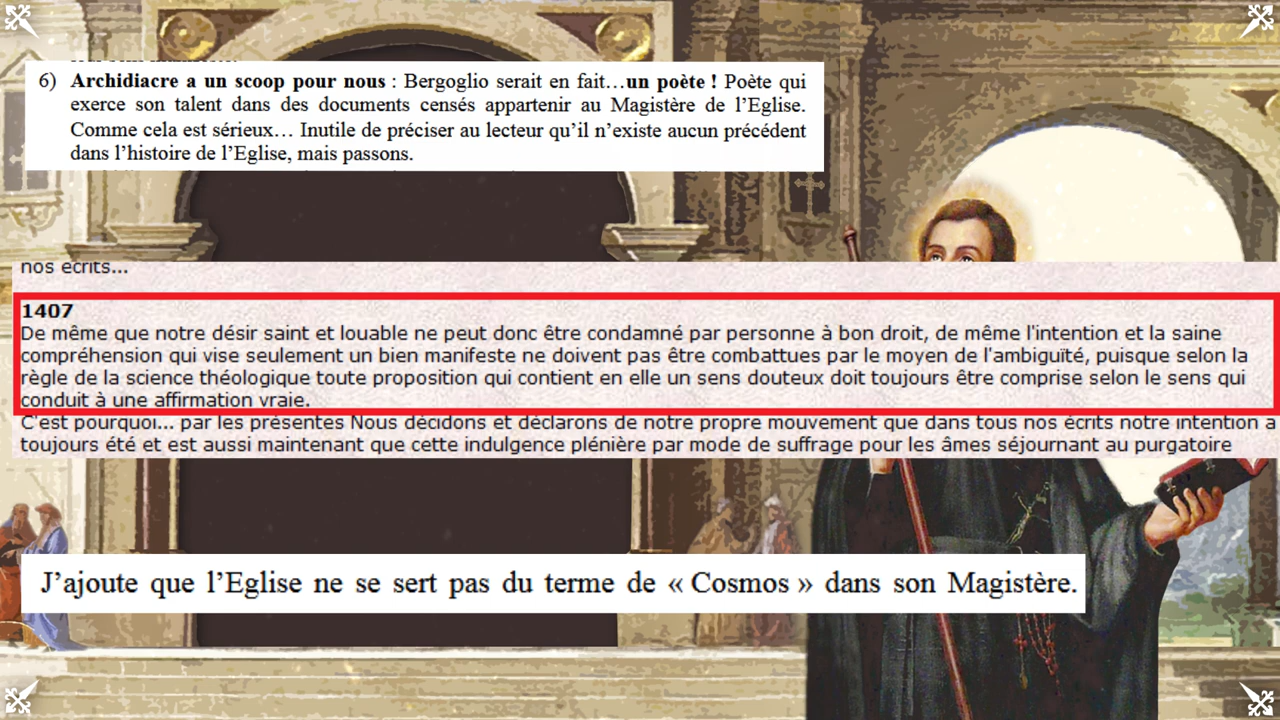 6) Archidiacre a un scoop pour nous : Bergoglio serait en fait…un poète ! Poète qui
exerce son talent dans des documents censés appartenir au Magistère de l’Eglise.
Comme cela est sérieux… Inutile de préciser au lecteur qu’il n’existe aucun précédent
dans l’histoire de l’Eglise, mais passons.
nos écrits...
1407
De même que notre désir saint et louable ne peut donc être condamné par personne à bon droit, de même l'intention et la saine
compréhension qui vise seulement un bien manifeste ne doivent pas être combattues par le moyen de l'ambiguïté, puisque selon la
règle de la science théologique toute proposition qui contient en elle un sens douteux doit toujours être comprise selon le sens qui
conduit à une affirmation vraie.
C'est pourquoi... par les présentes Nous décidons et déclarons de notre propre mouvement que dans tous nos écrits notre intention a
toujours été et est aussi maintenant que cette indulgence plénière par mode de suffrage pour les âmes séjournant au purgatoire
J’ajoute que l’Eglise ne se sert pas du terme de « Cosmos » dans son Magistère.